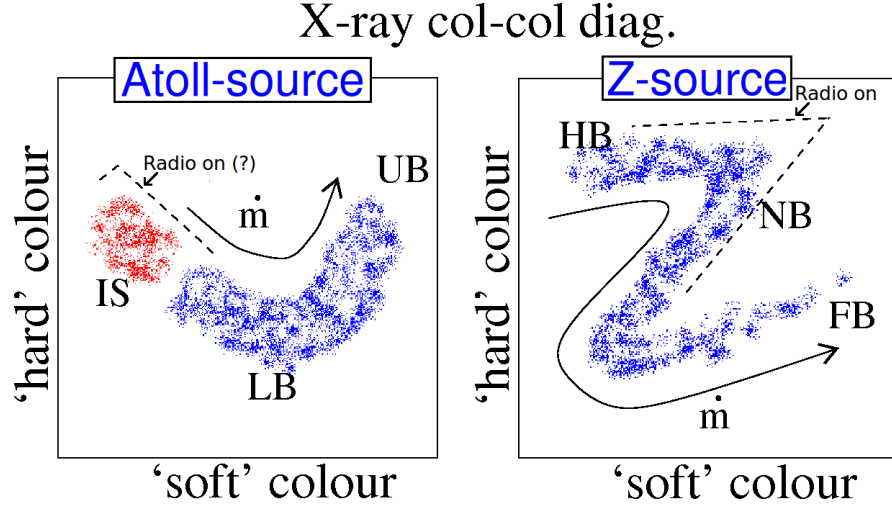 X-ray col-col diag.
Atoll-source
Radio on (?)
UB
ṁ
IS
LB
'hard' colour
'soft' colour
Z-source
Radio on
HB
NB
FB
ṁ
'hard' colour
'soft' colour